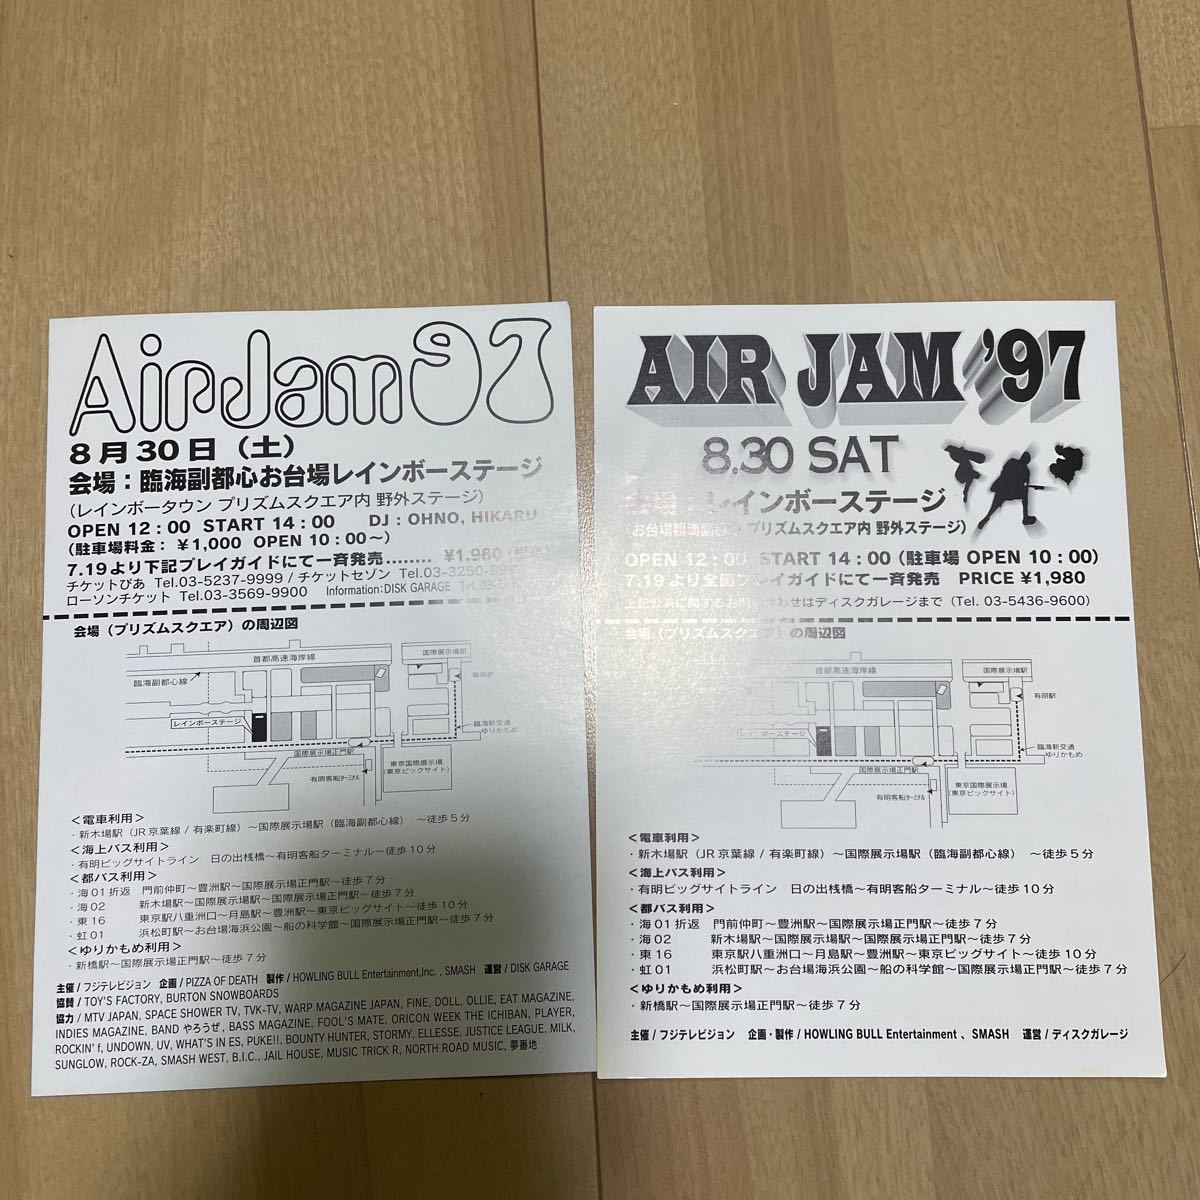 AirJam97
8月30日（土）
会場：臨海副都心お台場レインボーステージ
（レインボータウン プリズムスクエア内 野外ステージ）
OPEN 12：00 START 14：00 DJ：OHNO, HIKARU
（駐車場料金：¥1,000 OPEN 10：00～）
7.19より下記プレイガイドにて一斉発売........ ¥1,980
チケットぴあ Tel.03-5237-9999 / チケットセゾン Tel.03-3250-
ローソンチケット Tel.03-3569-9900 Information:DISK GARAGE
会場（プリズムスクエア）の周辺図
首都高速海岸線
国際展示場駅
臨海副都心線
有明駅
レインボーステージ
臨海新交通
ゆりかもめ
国際展示場正門駅
東京国際展示場
（東京ビッグサイト）
有明客船ターミナル
＜電車利用＞
・新木場駅（JR京葉線 / 有楽町線）～国際展示場駅（臨海副都心線） ～徒歩5分
＜海上バス利用＞
・有明ビッグサイトライン 日の出桟橋～有明客船ターミナル～徒歩10分
＜都バス利用＞
・海01折返 門前仲町～豊洲駅～国際展示場正門駅～徒歩7分
・海02 新木場駅～国際展示場駅～国際展示場正門駅～徒歩7分
・東16 東京駅八重洲口～月島駅～豊洲駅～東京ビッグサイト～徒歩10分
・虹01 浜松町駅～お台場海浜公園～船の科学館～国際展示場正門駅～徒歩7分
＜ゆりかもめ利用＞
・新橋駅～国際展示場正門駅～徒歩7分
主催 / フジテレビジョン 企画 / PIZZA OF DEATH 製作 / HOWLING BULL Entertainment,Inc. , SMASH 運営 / DISK GARAGE
協賛 / TOY'S FACTORY, BURTON SNOWBOARDS
協力 / MTV JAPAN, SPACE SHOWER TV, TVK-TV, WARP MAGAZINE JAPAN, FINE, DOLL, OLLIE, EAT MAGAZINE,
INDIES MAGAZINE, BAND やろうぜ, BASS MAGAZINE, FOOL'S MATE, ORICON WEEK THE ICHIBAN, PLAYER,
ROCKIN' f, UNDOWN, UV, WHAT'S IN ES, PUKE!!, BOUNTY HUNTER, STORMY, ELLESSE, JUSTICE LEAGUE, MILK,
SUNGLOW, ROCK-ZA, SMASH WEST, B.I.C., JAIL HOUSE, MUSIC TRICK R, NORTH ROAD MUSIC, 夢番地
AIR JAM '97
8.30 SAT
会場：レインボーステージ
（お台場臨海副都心、プリズムスクエア内 野外ステージ）
OPEN 12：00 START 14：00（駐車場 OPEN 10：00）
7.19より全国プレイガイドにて一斉発売 PRICE ¥1,980
上記公演に関するお問い合わせはディスクガレージまで（Tel. 03-5436-9600）
会場（プリズムスクエア）の周辺図
首都高速海岸線
国際展示場駅
有明駅
レインボーステージ
臨海新交通
ゆりかもめ
国際展示場正門駅
東京国際展示場
（東京ビッグサイト）
有明客船ターミナル
＜電車利用＞
・新木場駅（JR京葉線 / 有楽町線）～国際展示場駅（臨海副都心線） ～徒歩5分
＜海上バス利用＞
・有明ビッグサイトライン 日の出桟橋～有明客船ターミナル～徒歩10分
＜都バス利用＞
・海01折返 門前仲町～豊洲駅～国際展示場正門駅～徒歩7分
・海02 新木場駅～国際展示場駅～国際展示場正門駅～徒歩7分
・東16 東京駅八重洲口～月島駅～豊洲駅～東京ビッグサイト～徒歩10分
・虹01 浜松町駅～お台場海浜公園～船の科学館～国際展示場正門駅～徒歩7分
＜ゆりかもめ利用＞
・新橋駅～国際展示場正門駅～徒歩7分
主催 / フジテレビジョン 企画・製作 / HOWLING BULL Entertainment 、SMASH 運営 / ディスクガレージ